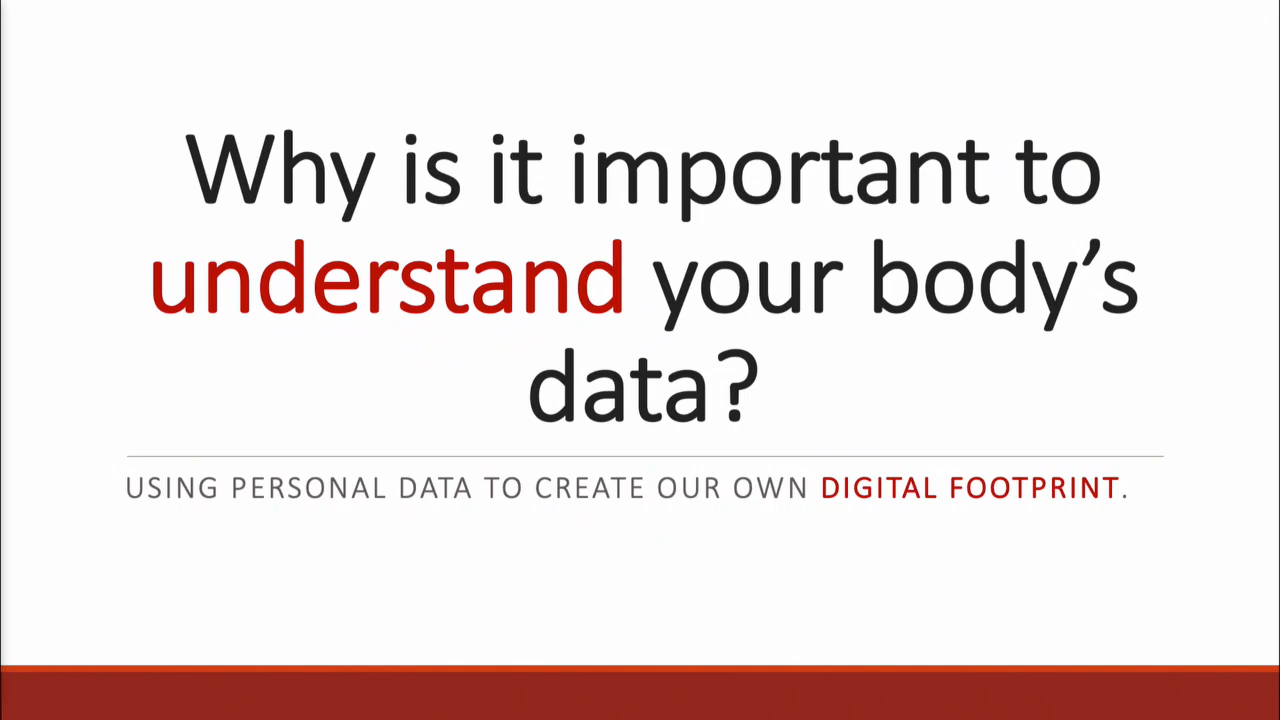 Why is it important to
understand your body’s
data?
USING PERSONAL DATA TO CREATE OUR OWN DIGITAL FOOTPRINT.